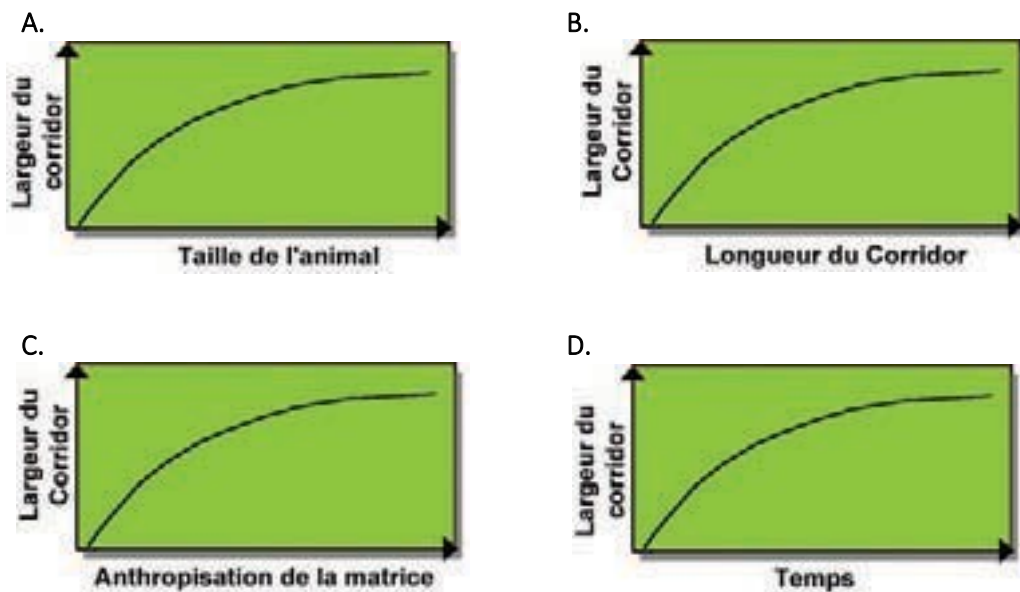 A.
Largeur du
corridor
Taille de l'animal
B.
Largeur du
Corridor
Longueur du Corridor
C.
Largeur du
Corridor
Anthropisation de la matrice
D.
Largeur du
corridor
Temps